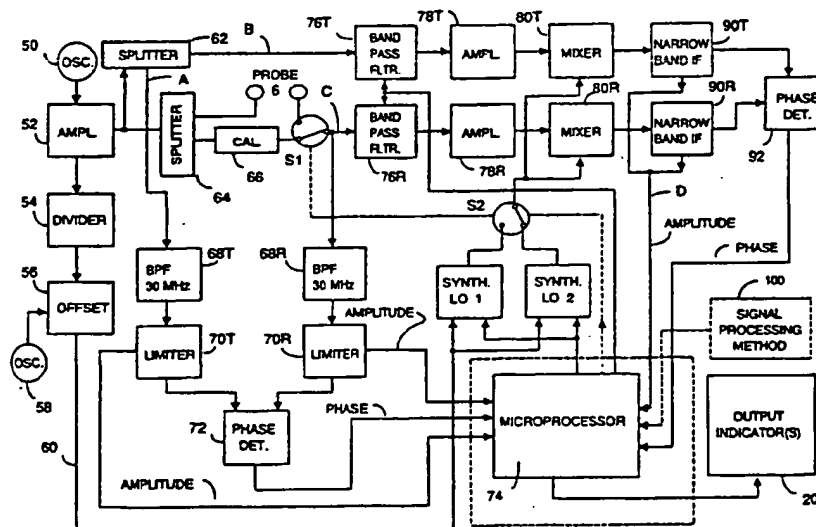 50
OSC.
SPLITTER
62
B
76T
BAND
PASS
FLTR.
78T
AMPL.
80T
MIXER
90T
NARROW
BAND IF
A
PROBE
6
52
AMPL.
SPLITTER
64
CAL.
66
S1
C
BAND
PASS
FLTR.
76R
AMPL.
78R
80R
MIXER
90R
NARROW
BAND IF
PHASE
DET.
92
54
DIVIDER
56
OFFSET
OSC.
58
60
BPF
30 MHz
68T
BPF
30 MHz
68R
S2
D
AMPLITUDE
PHASE
SYNTH.
LO 1
SYNTH.
LO 2
100
SIGNAL
PROCESSING
METHOD
LIMITER
70T
LIMITER
70R
AMPLITUDE
72
PHASE
DET.
PHASE
AMPLITUDE
MICROPROCESSOR
74
OUTPUT
INDICATOR(S)
20